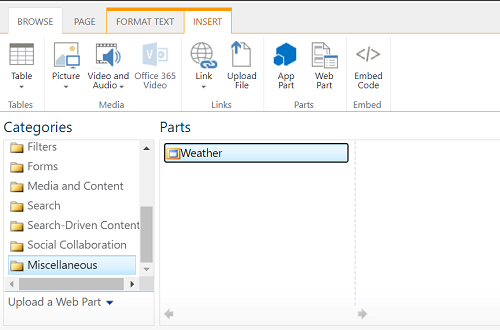 BROWSE PAGE FORMAT TEXT INSERT
Table Picture Video and Audio Office 365 Video Link Upload File App Part Web Part Embed Code
Tables Media Links Parts Embed
Categories Parts
Filters
Forms
Media and Content
Search
Search-Driven Content
Social Collaboration
Miscellaneous
Weather
Upload a Web Part